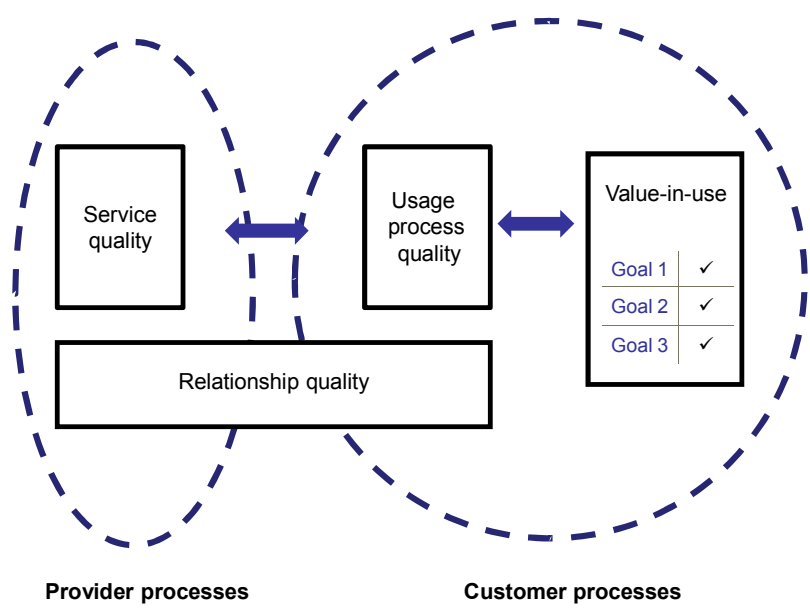 Service
quality
Usage
process
quality
Value-in-use
Goal 1 ✓
Goal 2 ✓
Goal 3 ✓
Relationship quality
Provider processes
Customer processes